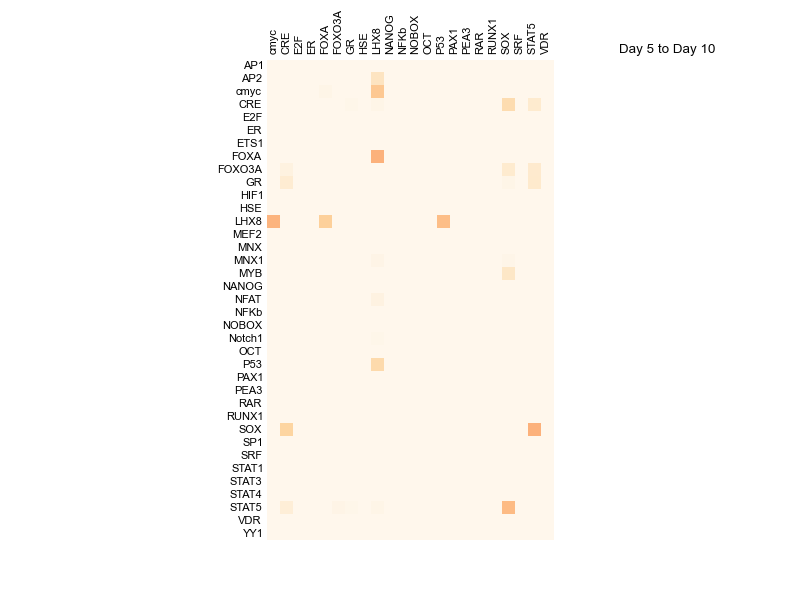 cmyc CRE E2F ER FOXA FOXO3A GR HSE LHX8 NANOG NFKb NOBOX OCT P53 PAX1 PEA3 RAR RUNX1 SOX SRF STAT5 VDR
Day 5 to Day 10
AP1
AP2
cmyc
CRE
E2F
ER
ETS1
FOXA
FOXO3A
GR
HIF1
HSE
LHX8
MEF2
MNX
MNX1
MYB
NANOG
NFAT
NFKb
NOBOX
Notch1
OCT
P53
PAX1
PEA3
RAR
RUNX1
SOX
SP1
SRF
STAT1
STAT3
STAT4
STAT5
VDR
YY1